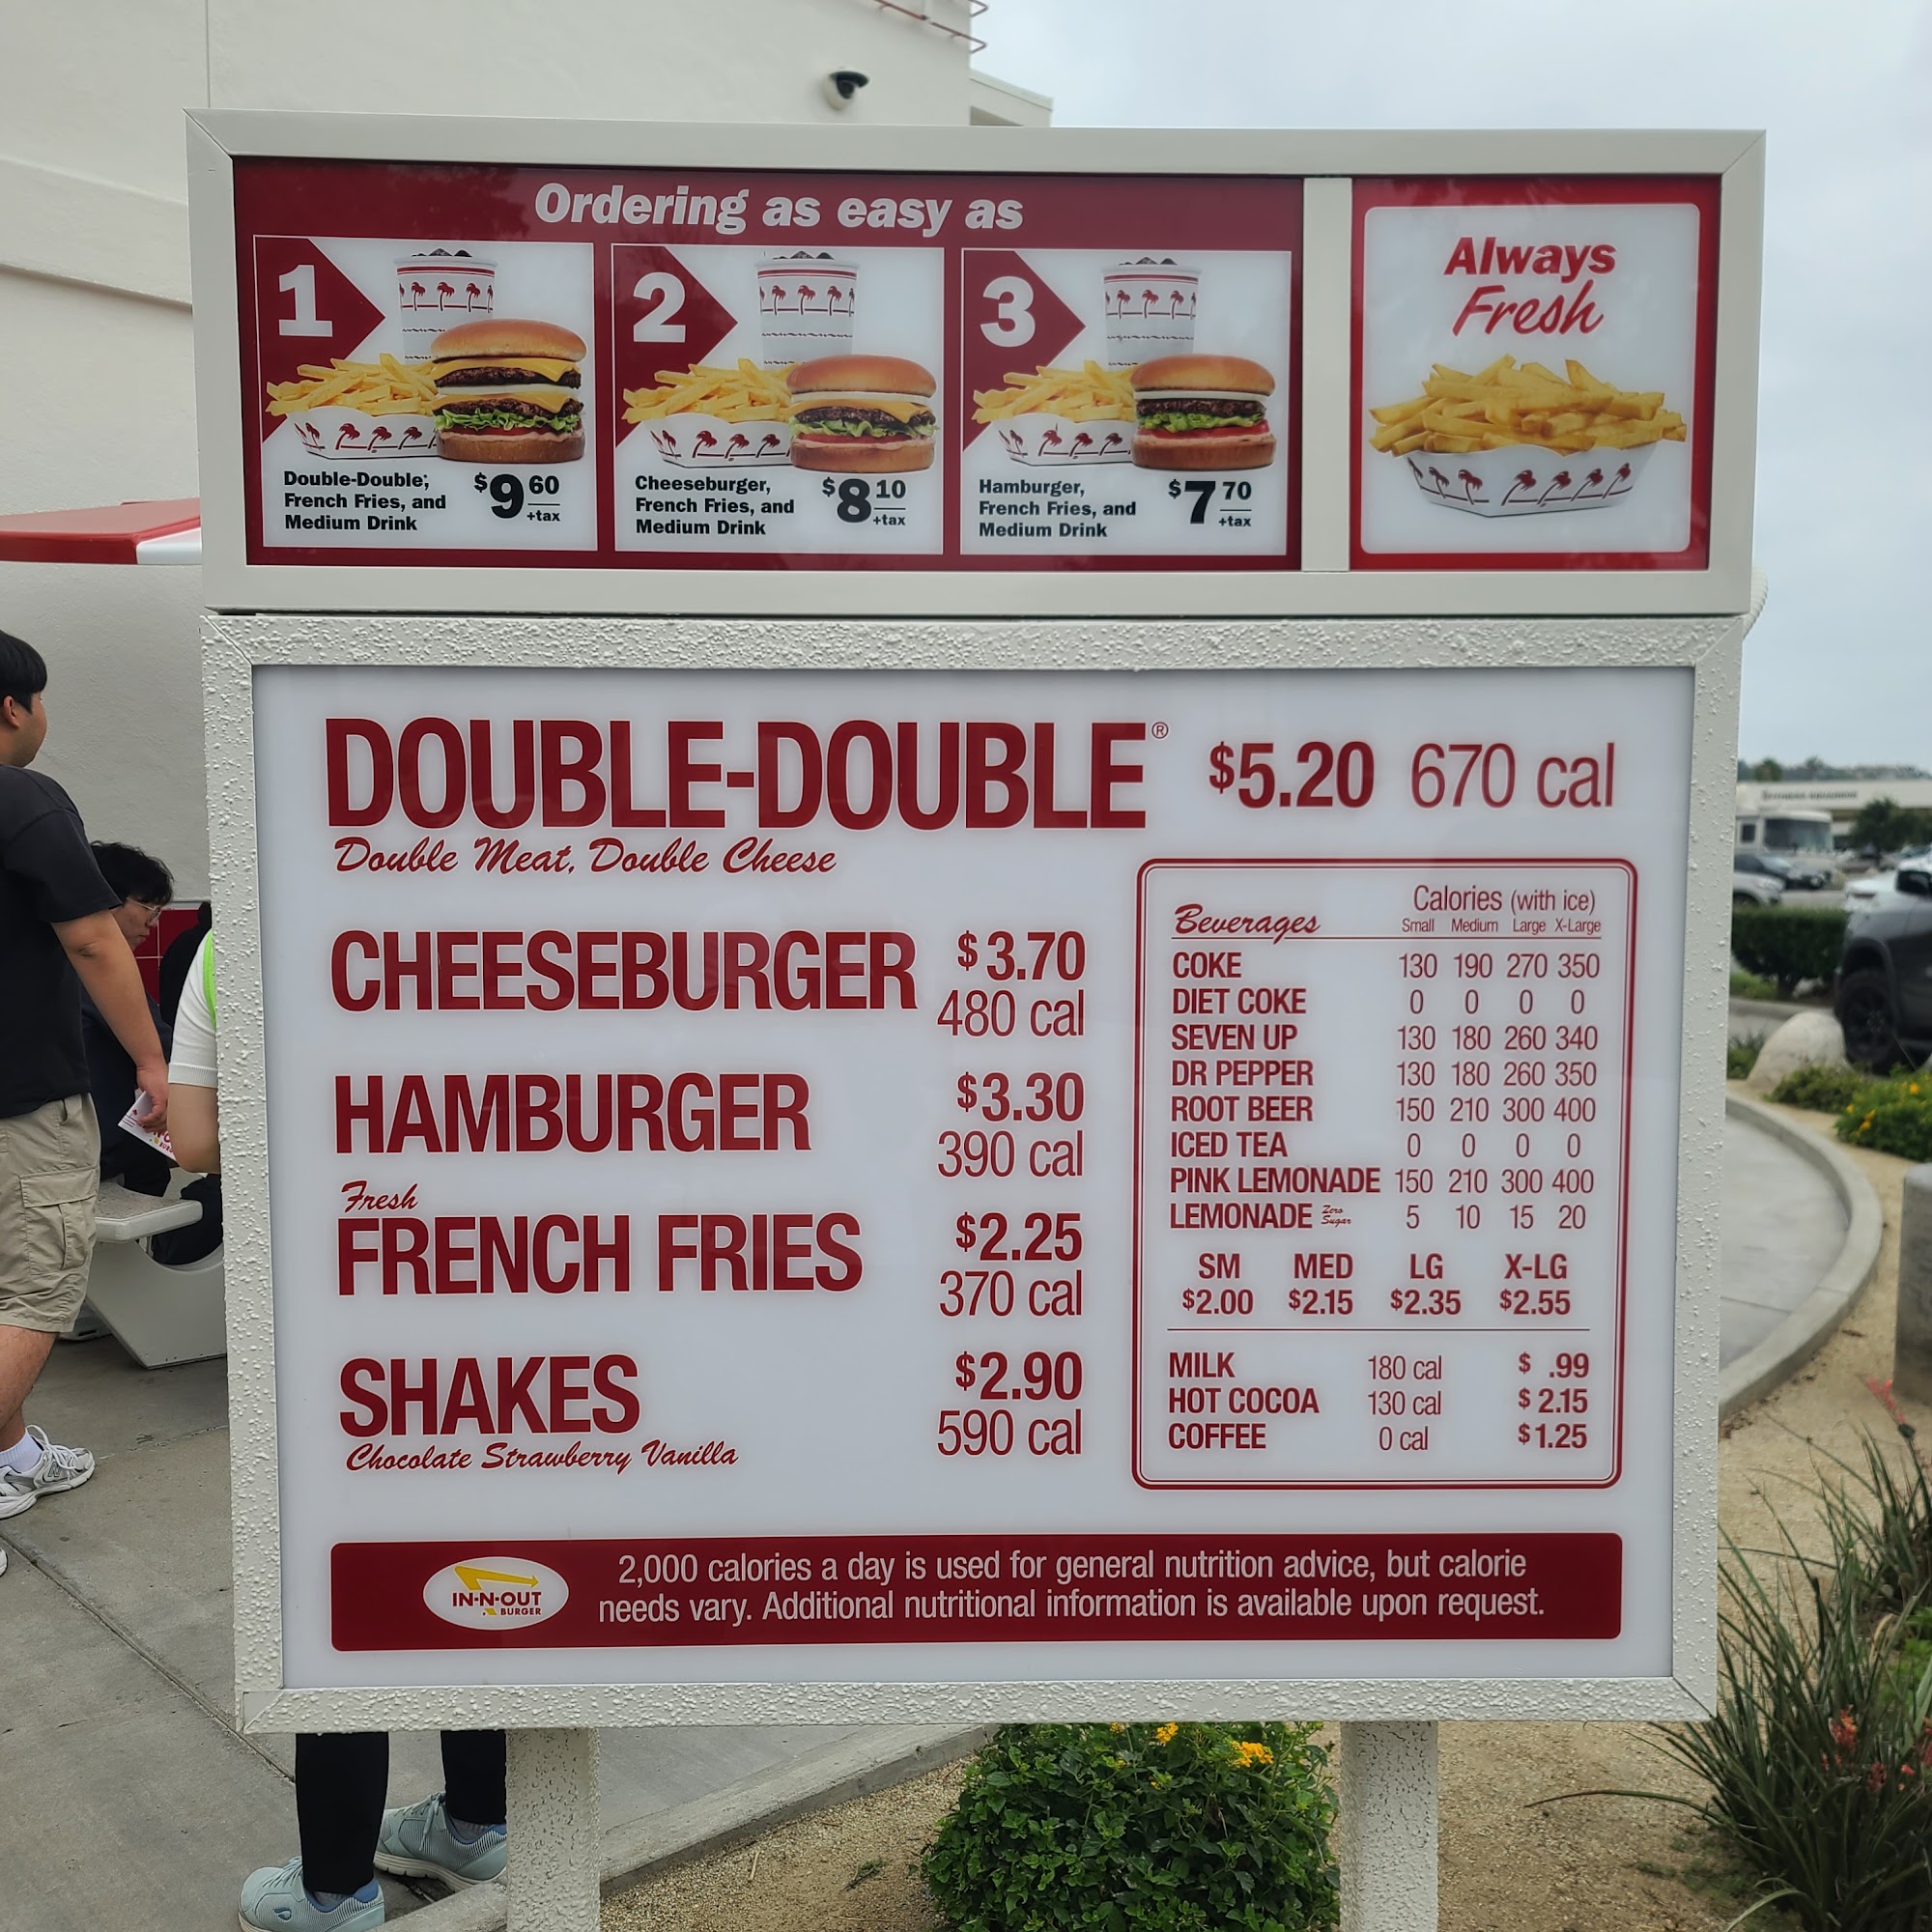 Ordering as easy as
1
Double-Double®,
French Fries, and
Medium Drink
$9 60
+tax
2
Cheeseburger,
French Fries, and
Medium Drink
$8 10
+tax
3
Hamburger,
French Fries, and
Medium Drink
$7 70
+tax
Always
Fresh
DOUBLE-DOUBLE® $5.20 670 cal
Double Meat, Double Cheese
CHEESEBURGER $3.70
480 cal
HAMBURGER $3.30
390 cal
Fresh
FRENCH FRIES $2.25
370 cal
SHAKES $2.90
590 cal
Chocolate Strawberry Vanilla
Calories (with ice)
Beverages Small Medium Large X-Large
COKE 130 190 270 350
DIET COKE 0 0 0 0
SEVEN UP 130 180 260 340
DR PEPPER 130 180 260 350
ROOT BEER 150 210 300 400
ICED TEA 0 0 0 0
PINK LEMONADE 150 210 300 400
LEMONADE Zero Sugar 5 10 15 20
SM MED LG X-LG
$2.00 $2.15 $2.35 $2.55
MILK 180 cal $ .99
HOT COCOA 130 cal $ 2.15
COFFEE 0 cal $1.25
IN-N-OUT
BURGER
2,000 calories a day is used for general nutrition advice, but calorie
needs vary. Additional nutritional information is available upon request.